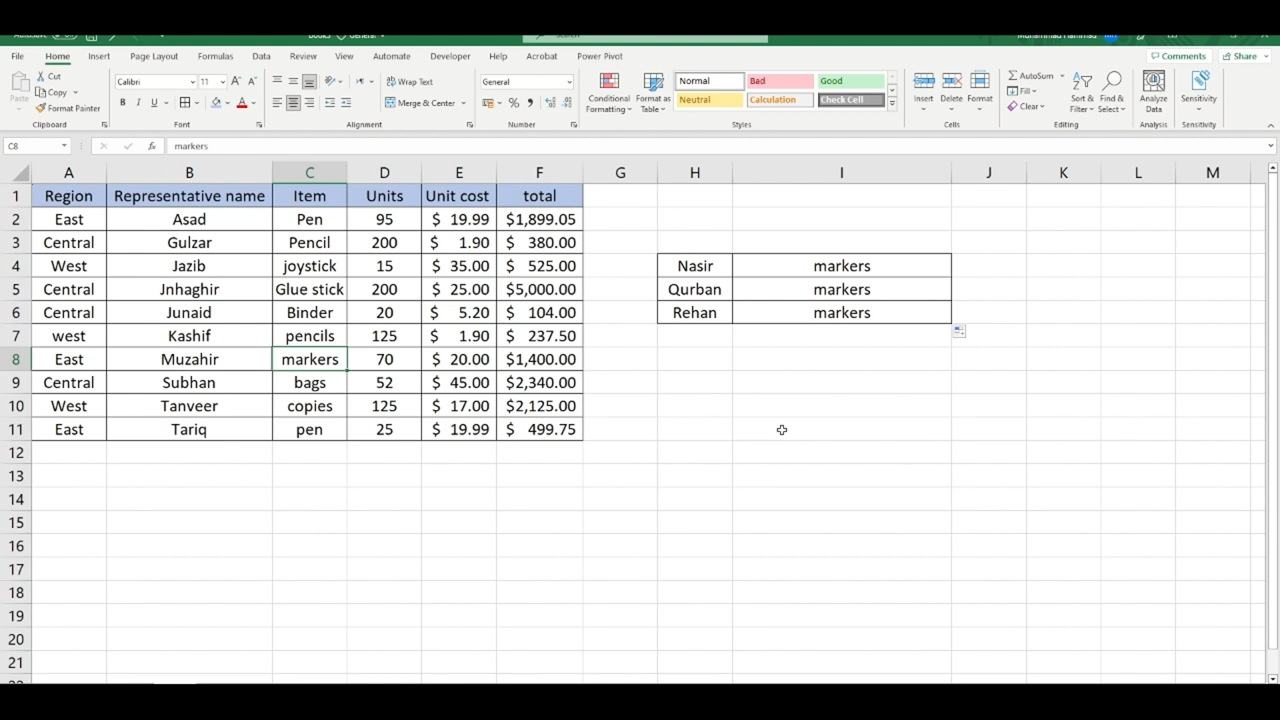 File Home Insert Page Layout Formulas Data Review View Automate Developer Help Acrobat Power Pivot Comments Share
Cut
Copy
Format Painter
Paste
Clipboard
Calibri 11
B I U
Font
Wrap Text
Merge & Center
Alignment
General
Number
Conditional Formatting
Format as Table
Normal Bad Good
Neutral Calculation Check Cell
Styles
Insert Delete Format
Cells
AutoSum
Fill
Clear
Sort & Filter
Find & Select
Editing
Analyze Data
Analysis
Sensitivity
Sensitivity
C8 fx markers
A B C D E F G H I J K L M
1 Region Representative name Item Units Unit cost total
2 East Asad Pen 95 $ 19.99 $1,899.05
3 Central Gulzar Pencil 200 $ 1.90 $ 380.00
4 West Jazib joystick 15 $ 35.00 $ 525.00 Nasir markers
5 Central Jnhaghir Glue stick 200 $ 25.00 $5,000.00 Qurban markers
6 Central Junaid Binder 20 $ 5.20 $ 104.00 Rehan markers
7 west Kashif pencils 125 $ 1.90 $ 237.50
8 East Muzahir markers 70 $ 20.00 $1,400.00
9 Central Subhan bags 52 $ 45.00 $2,340.00
10 West Tanveer copies 125 $ 17.00 $2,125.00
11 East Tariq pen 25 $ 19.99 $ 499.75
12
13
14
15
16
17
18
19
20
21